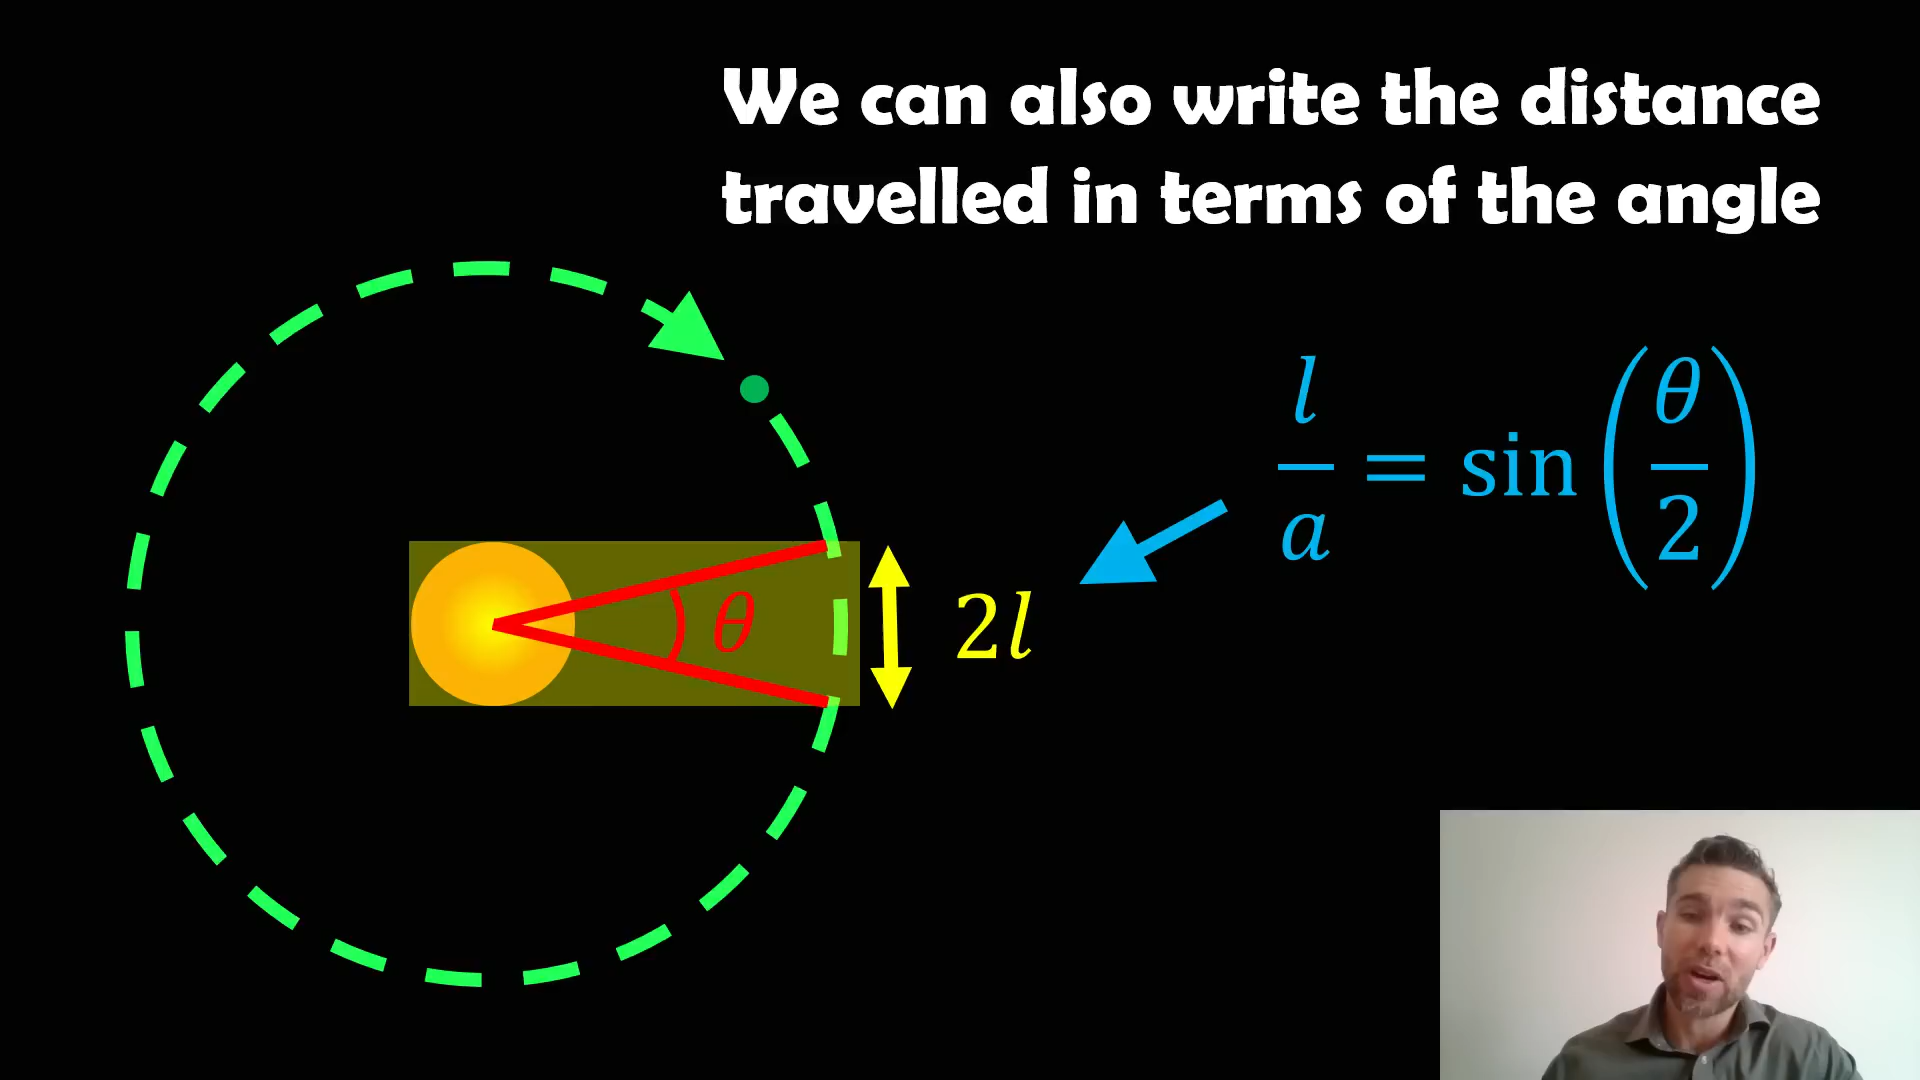 We can also write the distance
travelled in terms of the angle
l/a = sin(θ/2)
θ
2l